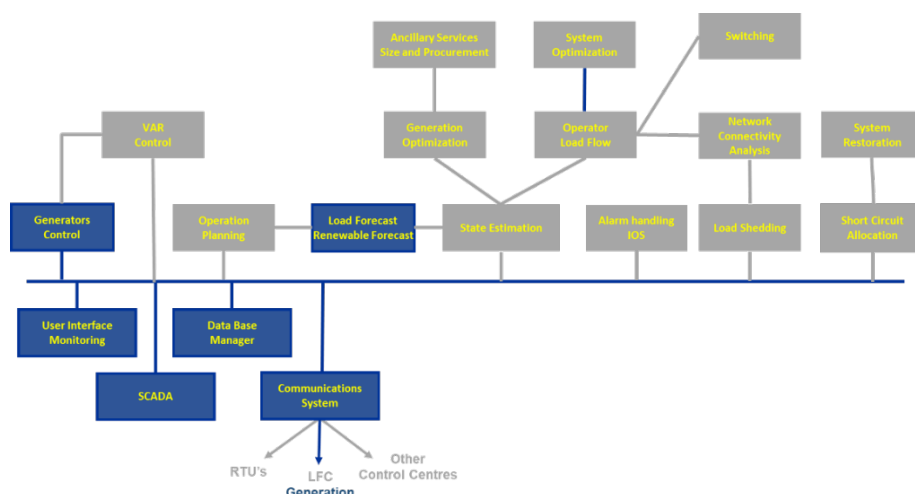 Ancillary Services
Size and Procurement
System
Optimization
Switching
VAR
Control
Generation
Optimization
Operator
Load Flow
Network
Connectivity
Analysis
System
Restoration
Generators
Control
Operation
Planning
Load Forecast
Renewable Forecast
State Estimation
Alarm handling
IOS
Load Shedding
Short Circuit
Allocation
User Interface
Monitoring
Data Base
Manager
SCADA
Communications
System
RTU's
LFC
Generation
Other
Control Centres